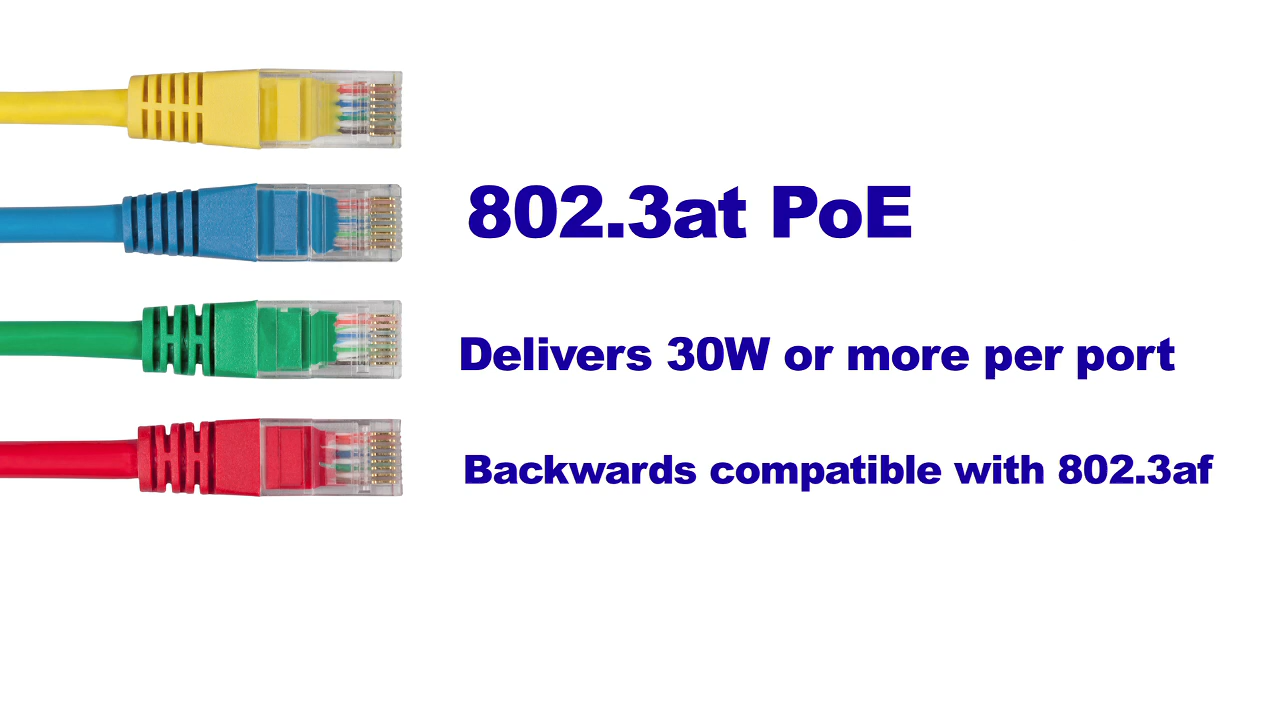 802.3at PoE
Delivers 30W or more per port
Backwards compatible with 802.3af